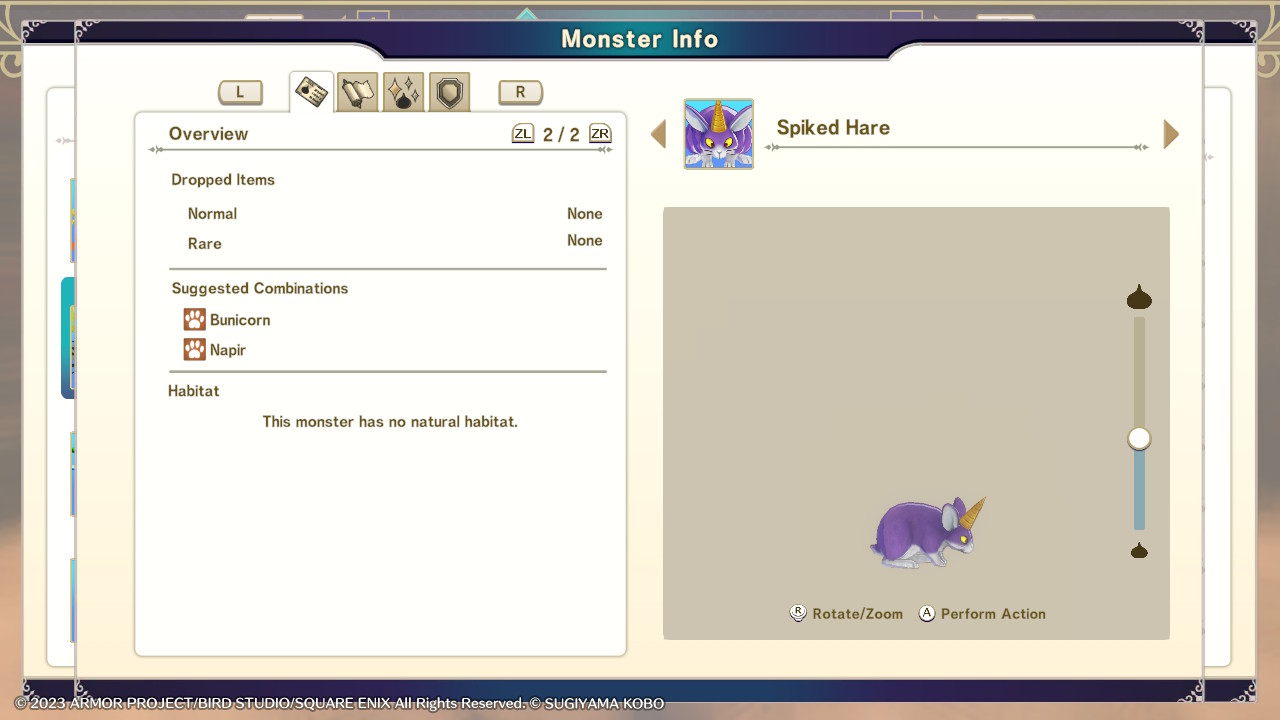 Monster Info
L
R
Overview
ZL 2 / 2 ZR
Dropped Items
Normal None
Rare None
Suggested Combinations
Bunicorn
Napir
Habitat
This monster has no natural habitat.
Spiked Hare
R Rotate/Zoom A Perform Action
© 2023 ARMOR PROJECT/BIRD STUDIO/SQUARE ENIX All Rights Reserved. © SUGIYAMA KOBO